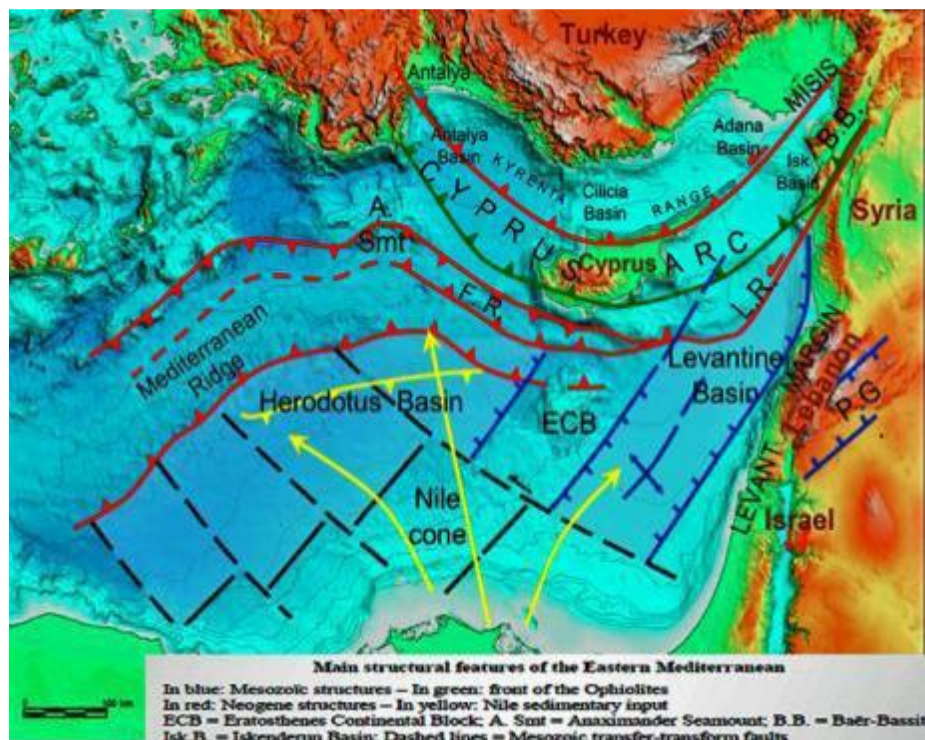 Turkey
Antalya
MISIS
Antalya
Basin
Adana
Basin
B.B.
KYRENYA RANGE
Isk
Basin
Cilicia
Basin
Syria
CYPRUS ARC
A.
Smt
Cyprus
F.R.
L.R.
Mediterranean
Ridge
Levantine
Basin
LEVANT MARGIN
Lebanon
P.G
Herodotus Basin
ECB
Nile
cone
Israel
Main structural features of the Eastern Mediterranean
In blue: Mesozoïc structures – In green: front of the Ophiolites
In red: Neogene structures – In yellow: Nile sedimentary input
ECB = Eratosthenes Continental Block; A. Smt = Anaximander Seamount; B.B. = Baër-Bassit
Isk B. = Iskenderun Basin; Dashed lines = Mesozoic transfer-transform faults